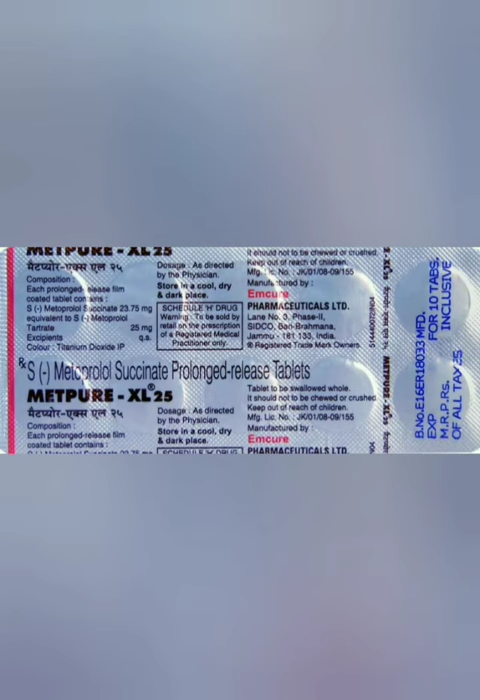 METPURE - XL 25
मैटप्योर-एक्स एल २५
Composition :
Each prolonged release film
coated tablet contains :
S (-) Metoprolol Succinate 23.75 mg
equivalent to S (-) Metoprolol
Tartrate 25 mg
Excipients q.s.
Colour : Titanium Dioxide IP
Dosage : As directed
by the Physician.
Store in a cool, dry
& dark place.
SCHEDULE 'H' DRUG
Warning : To be sold by
retail on the prescription
of a Registered Medical
Practitioner only.
It should not to be chewed or crushed.
Keep out of reach of children.
Mfg. Lic. No. : JK/01/08-09/155
Manufactured by :
Emcure
PHARMACEUTICALS LTD.
Lane No. 3, Phase-II,
SIDCO, Bari-Brahmana,
Jammu - 181 133, India.
® Registered Trade Mark Owners.
Rx S (-) Metoprolol Succinate Prolonged-release Tablets
METPURE - XL® 25
मैटप्योर-एक्स एल २५
Composition :
Each prolonged-release film
coated tablet contains :
Dosage : As directed
by the Physician.
Store in a cool, dry
& dark place.
SCHEDULE 'H' DRUG
Tablet to be swallowed whole.
It should not to be chewed or crushed.
Keep out of reach of children.
Mfg. Lic. No. : JK/01/08-09/155
Manufactured by :
Emcure
PHARMACEUTICALS LTD.
B.No.E16ER18033 MFD.
EXP FOR 10 TABS.
M.R.P.Rs. INCLUSIVE
OF ALL TAX 25